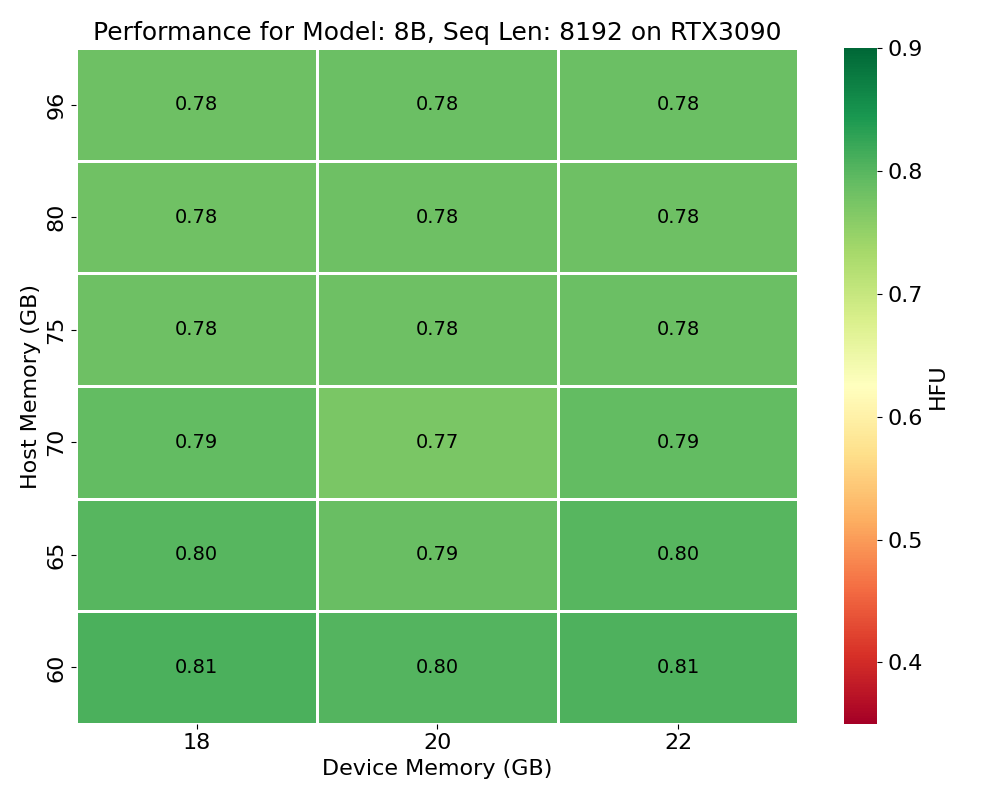 Performance for Model: 8B, Seq Len: 8192 on RTX3090
Host Memory (GB)
96
0.78 0.78 0.78
80
0.78 0.78 0.78
75
0.78 0.78 0.78
70
0.79 0.77 0.79
65
0.80 0.79 0.80
60
0.81 0.80 0.81
18 20 22
Device Memory (GB)
0.9
0.8
0.7
0.6
0.5
0.4
HFU